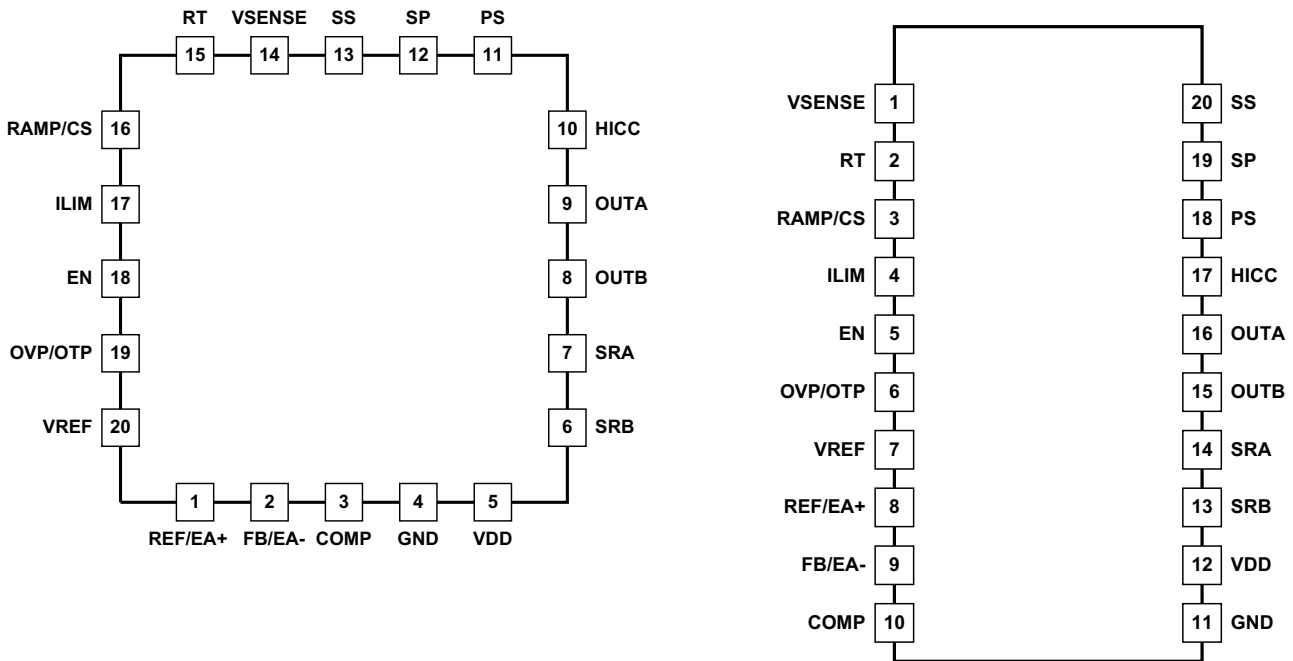 RT VSENSE SS SP PS
15 14 13 12 11
RAMP/CS 16
10 HICC
ILIM 17
9 OUTA
EN 18
8 OUTB
OVP/OTP 19
7 SRA
VREF 20
6 SRB
1 2 3 4 5
REF/EA+ FB/EA- COMP GND VDD
VSENSE 1
20 SS
RT 2
19 SP
RAMP/CS 3
18 PS
ILIM 4
17 HICC
EN 5
16 OUTA
OVP/OTP 6
15 OUTB
VREF 7
14 SRA
REF/EA+ 8
13 SRB
FB/EA- 9
12 VDD
COMP 10
11 GND